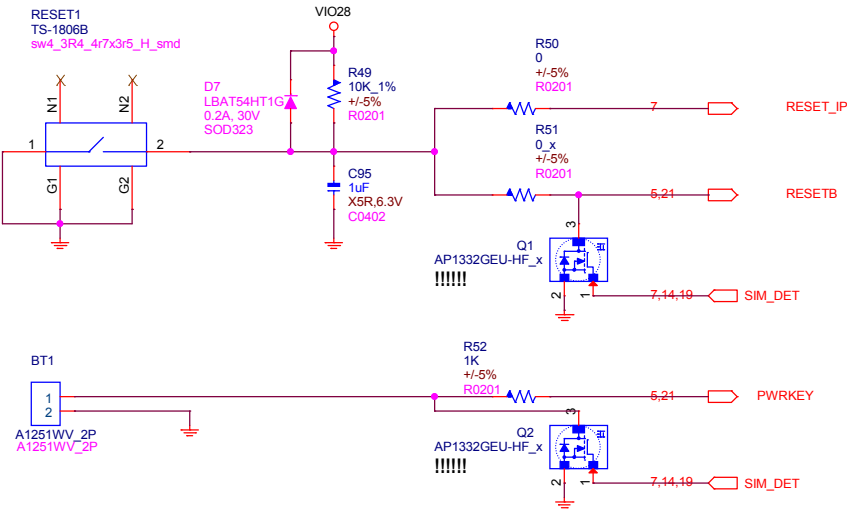 RESET1
TS-1806B
sw4_3R4_4r7x3r5_H_smd
VIO28
N1
N2
1
2
G1
G2
D7
LBAT54HT1G
0.2A, 30V
SOD323
R49
10K_1%
+/-5%
R0201
C95
1uF
X5R,6.3V
C0402
R50
0
+/-5%
R0201
7
RESET_IP
R51
0_x
+/-5%
R0201
5,21
RESETB
3
Q1
AP1332GEU-HF_x
!!!!!!
2
1
7,14,19
SIM_DET
BT1
1
2
A1251WV_2P
A1251WV_2P
R52
1K
+/-5%
R0201
5,21
PWRKEY
3
Q2
AP1332GEU-HF_x
!!!!!!
2
1
7,14,19
SIM_DET